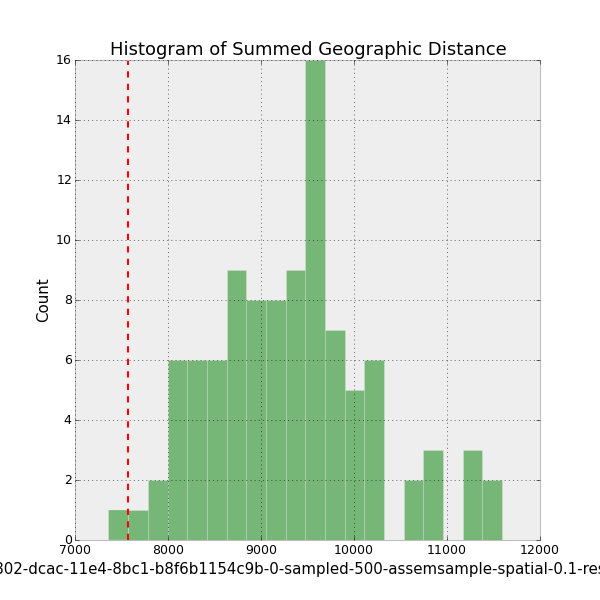 Histogram of Summed Geographic Distance
16
14
12
10
8
6
4
2
0
Count
7000 8000 9000 10000 11000 12000
302-dcac-11e4-8bc1-b8f6b1154c9b-0-sampled-500-assemsample-spatial-0.1-res